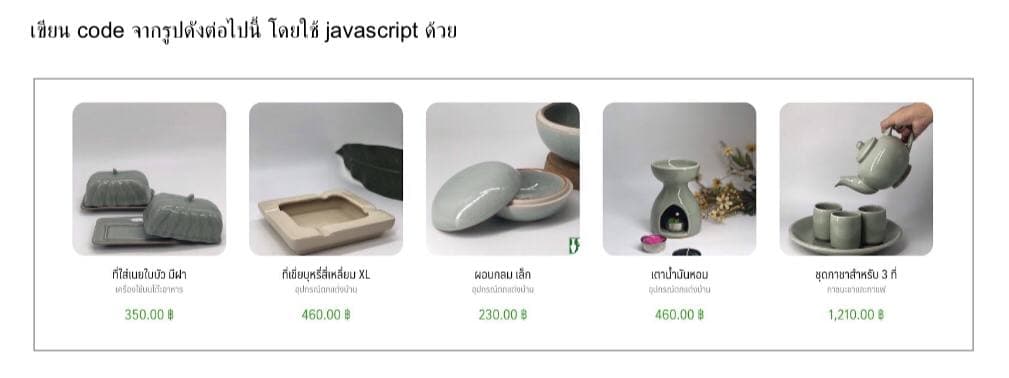 เขียน code จากรูปดังต่อไปนี้ โดยใช้ javascript ด้วย
ที่ใส่เนยใบบัว มีฝา
เครื่องใช้บนโต๊ะอาหาร
350.00 ฿
ที่เขี่ยบุหรี่สี่เหลี่ยม XL
อุปกรณ์ตกแต่งบ้าน
460.00 ฿
ผอบกลม เล็ก
อุปกรณ์ตกแต่งบ้าน
230.00 ฿
เตาน้ำมันหอม
อุปกรณ์ตกแต่งบ้าน
460.00 ฿
ชุดกาชาสำหรับ 3 ที่
กาชนะชาและกาแฟ
1,210.00 ฿